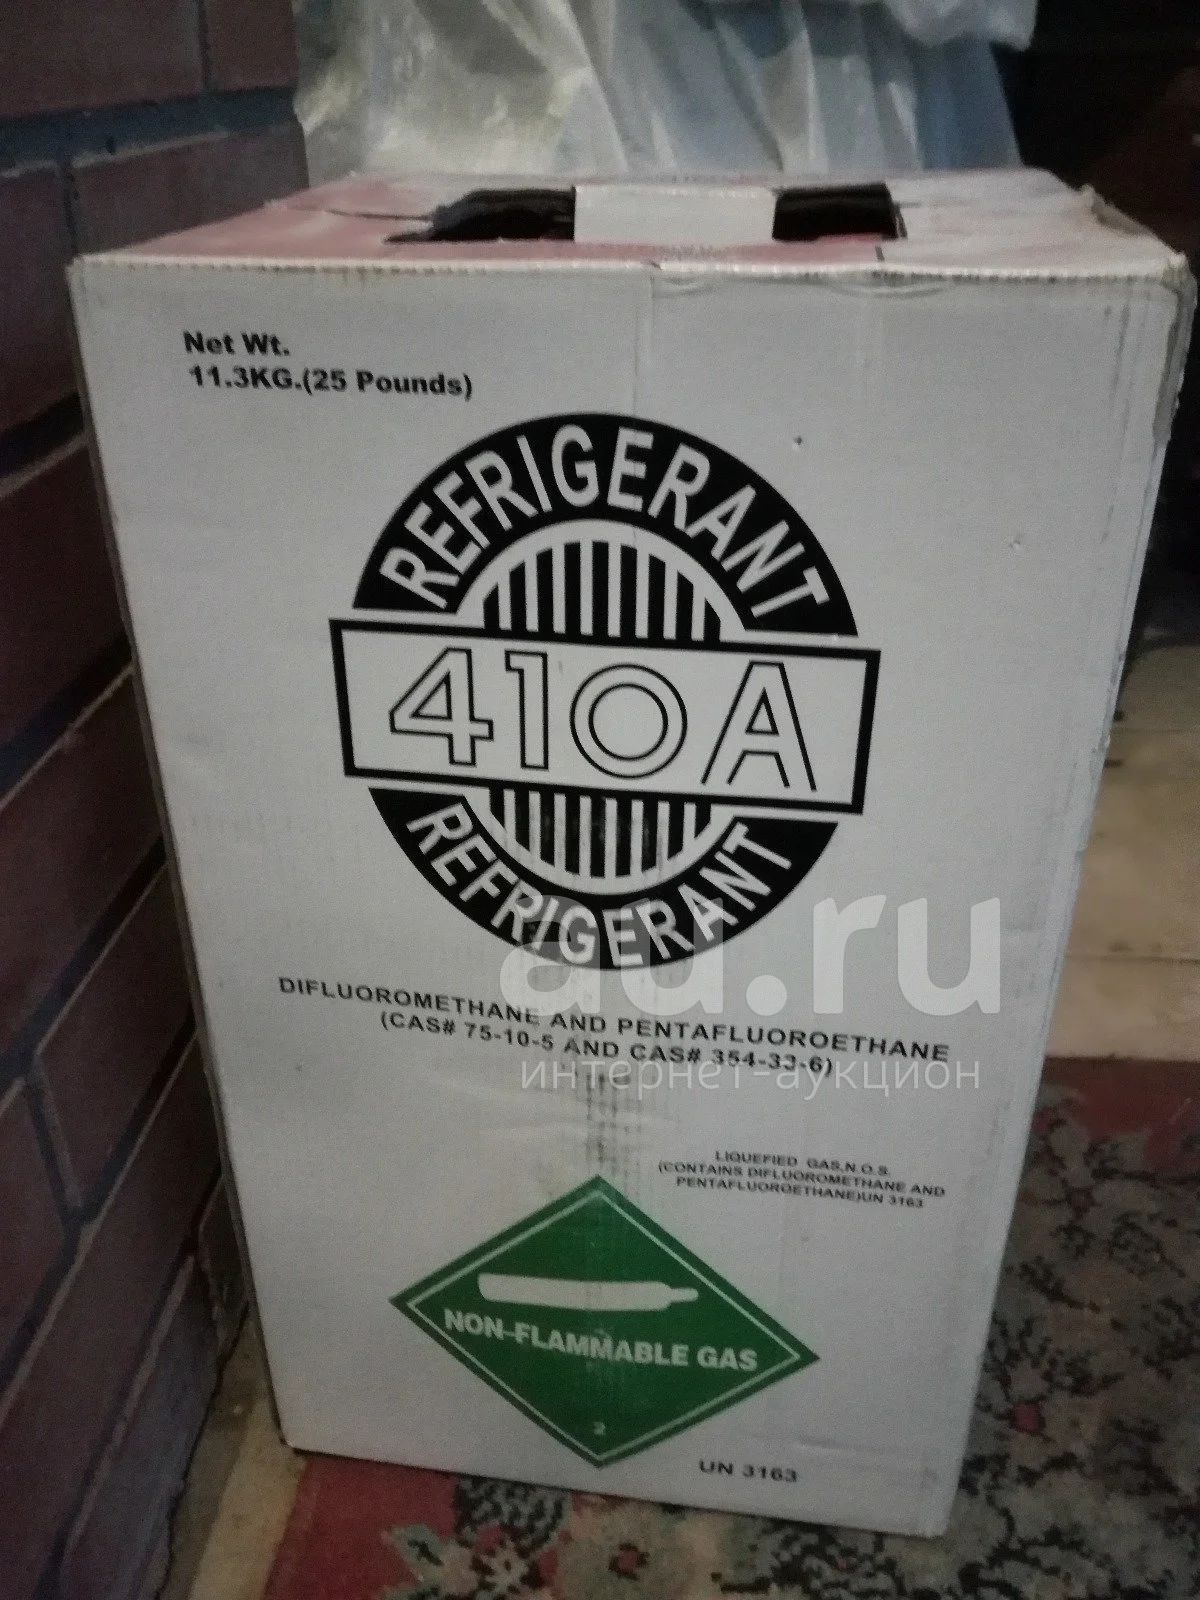 Net Wt.
11.3KG.(25 Pounds)
REFRIGERANT
410A
REFRIGERANT
au.ru
DIFLUOROMETHANE AND PENTAFLUOROETHANE
(CAS# 75-10-5 AND CAS# 354-33-6)
интернет-аукцион
LIQUEFIED GAS,N.O.S.
(CONTAINS DIFLUOROMETHANE AND
PENTAFLUOROETHANE)UN 3163
NON-FLAMMABLE GAS
2
UN 3163